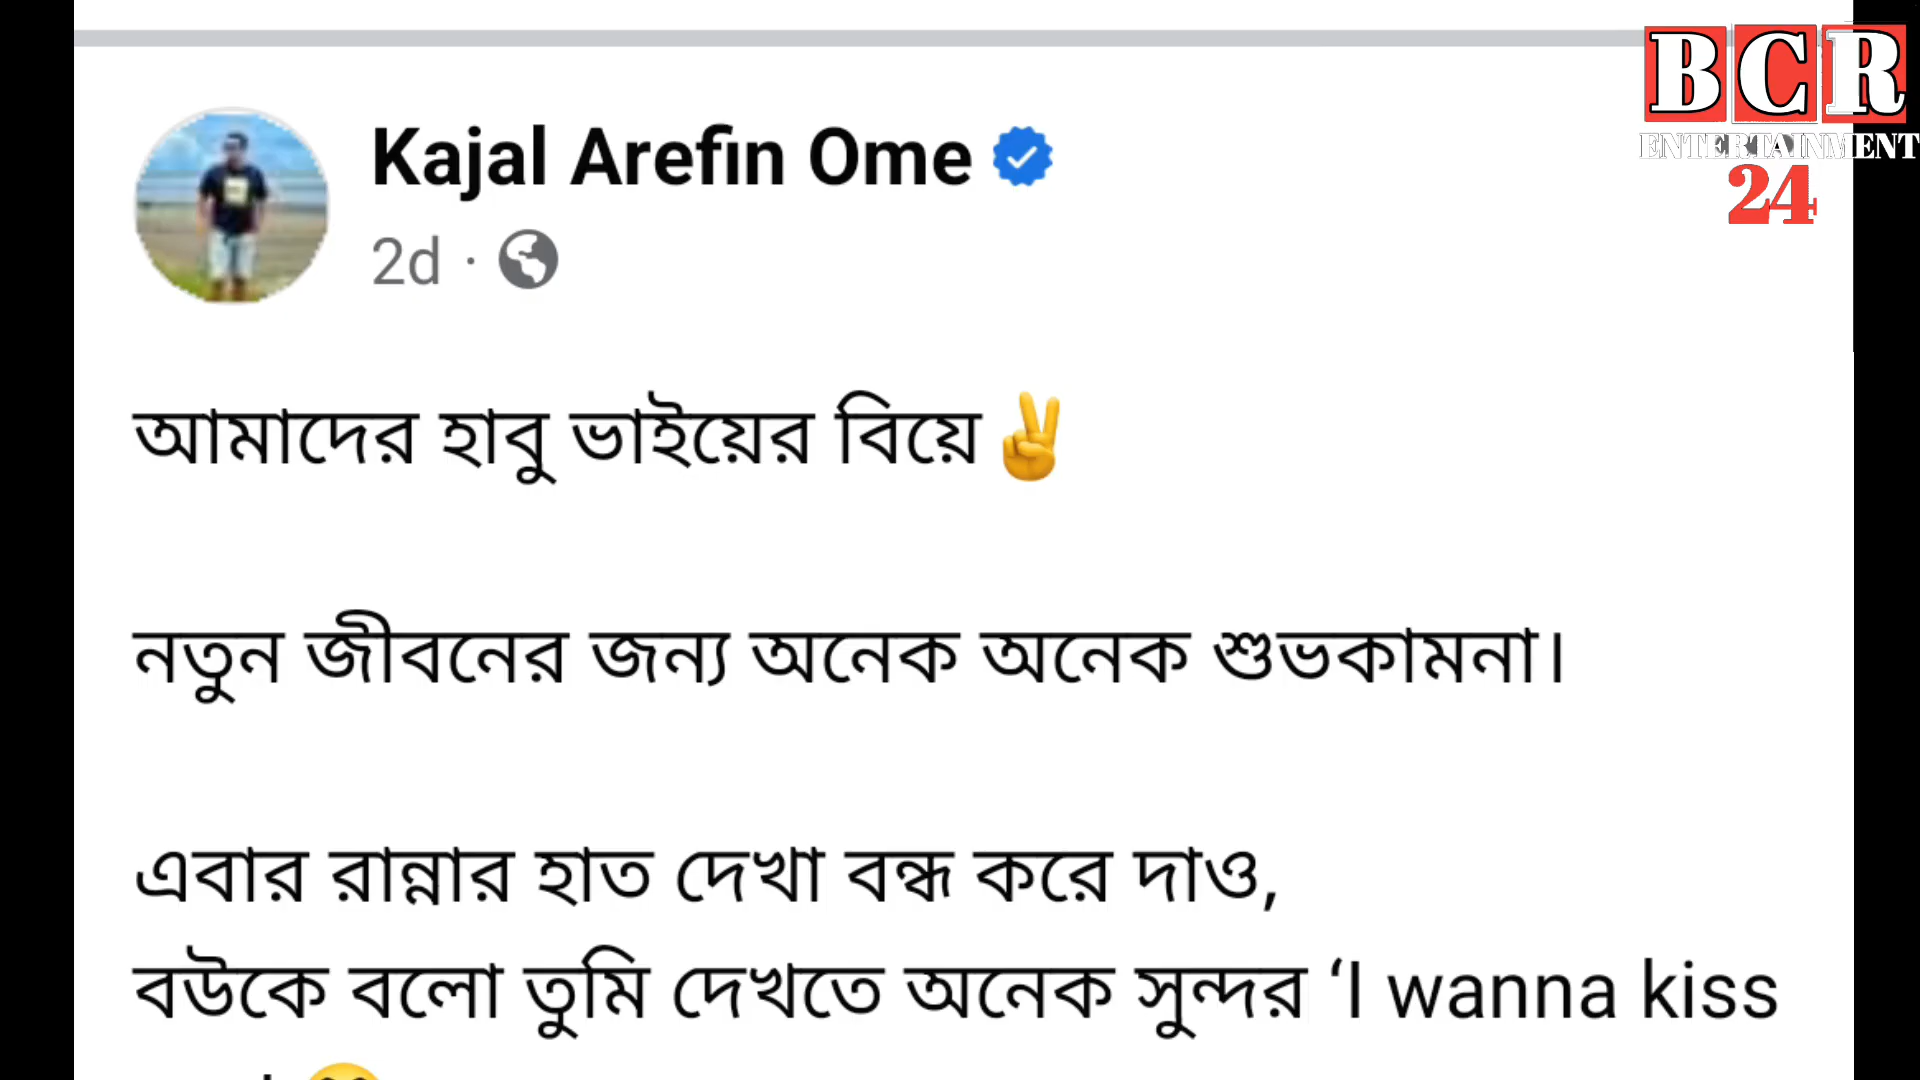 BCR
ENTERTAINMENT
24
Kajal Arefin Ome
2d ·
আমাদের হাবু ভাইয়ের বিয়ে✌️
নতুন জীবনের জন্য অনেক অনেক শুভকামনা।
এবার রান্নার হাত দেখা বন্ধ করে দাও,
বউকে বলো তুমি দেখতে অনেক সুন্দর ‘I wanna kiss